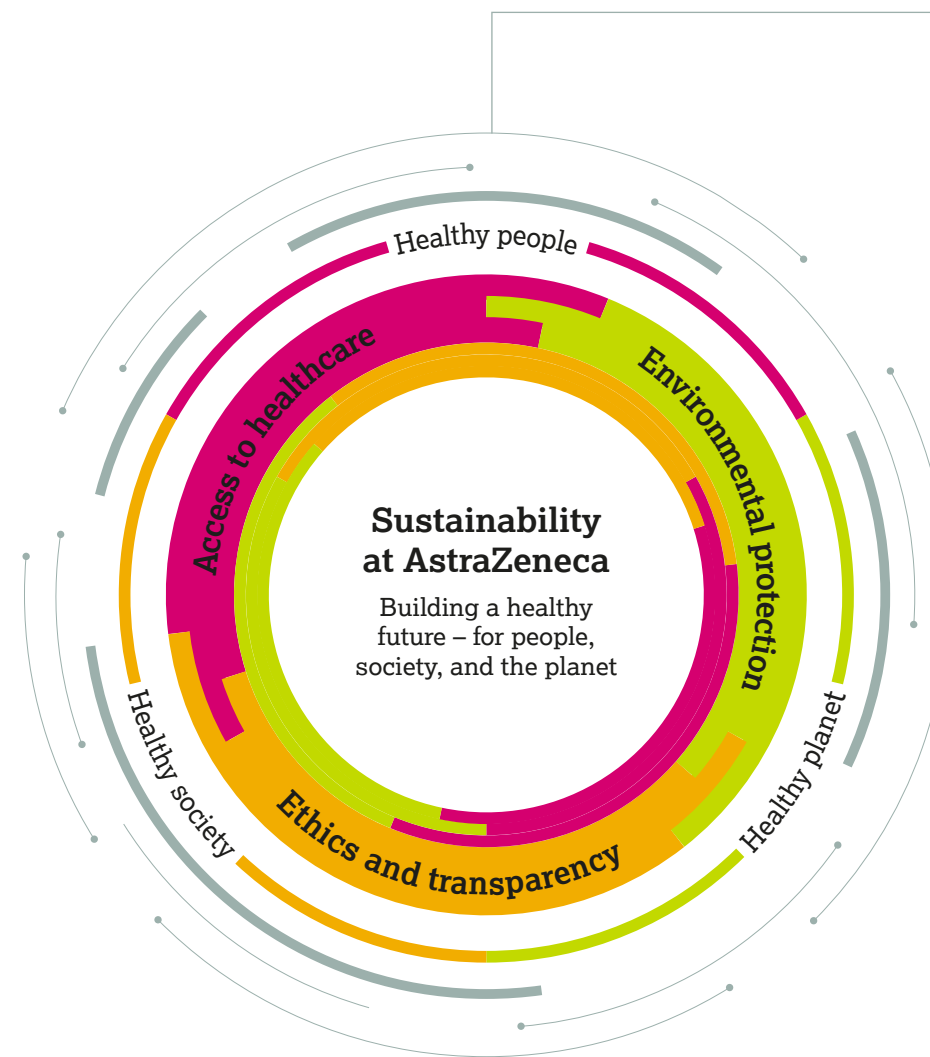 Healthy people
Access to healthcare
Environmental protection
Sustainability
at AstraZeneca
Building a healthy
future – for people,
society, and the planet
Healthy society
Healthy planet
Ethics and transparency